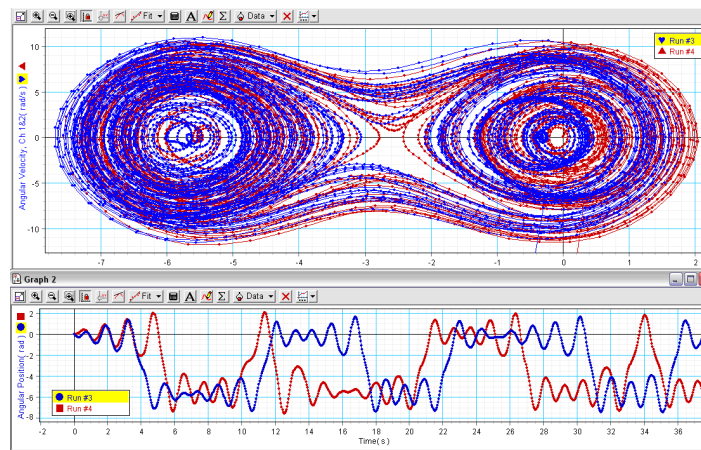 Fit Σ Data
Angular Velocity, Ch 1&2( rad/s )
10
5
0
-5
-10
Run #3
Run #4
-7 -6 -5 -4 -3 -2 -1 0 1 2
Graph 2
Fit Σ Data
Angular Position( rad )
2
0
-2
-4
-6
-8
Run #3
Run #4
-2 0 2 4 6 8 10 12 14 16 18 20 22 24 26 28 30 32 34 36
Time( s )